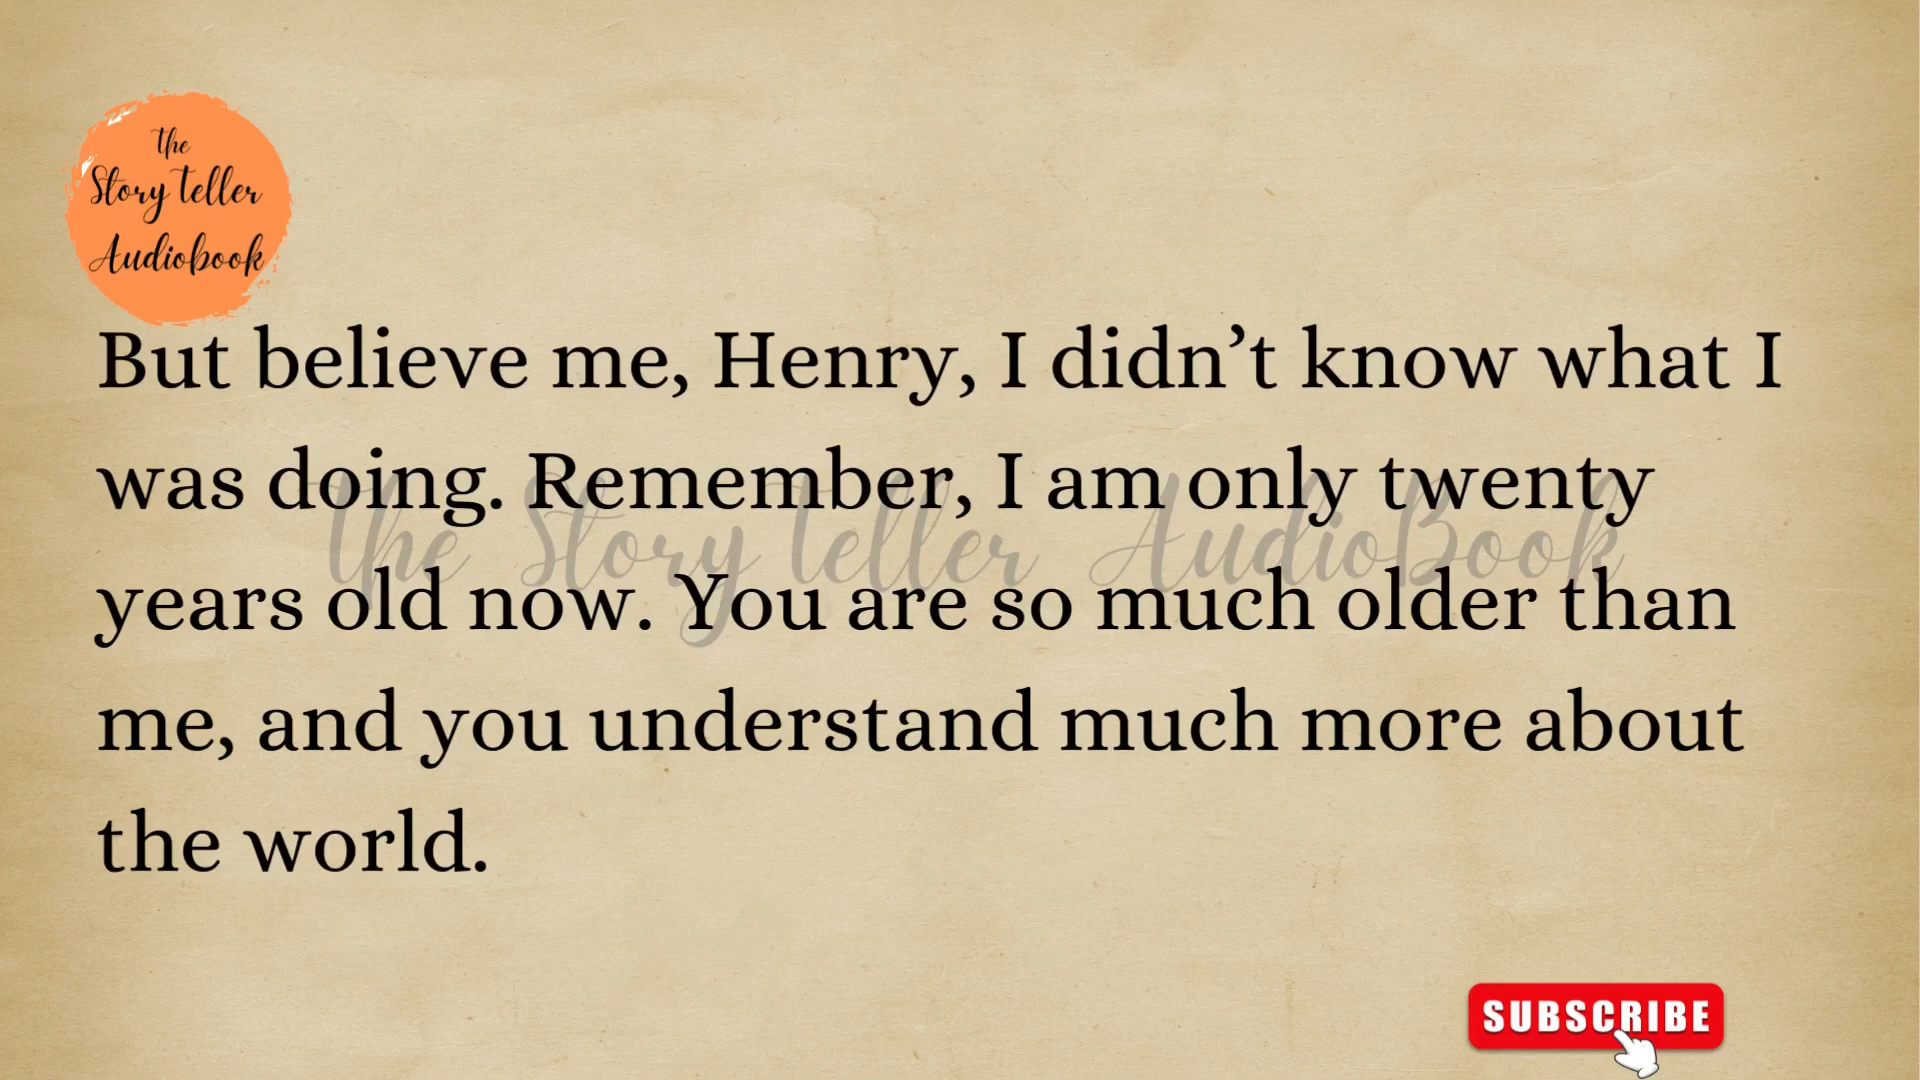 the
Story teller
Audiobook
But believe me, Henry, I didn’t know what I
was doing. Remember, I am only twenty
the Story teller AudioBook
years old now. You are so much older than
me, and you understand much more about
the world.
SUBSCRIBE